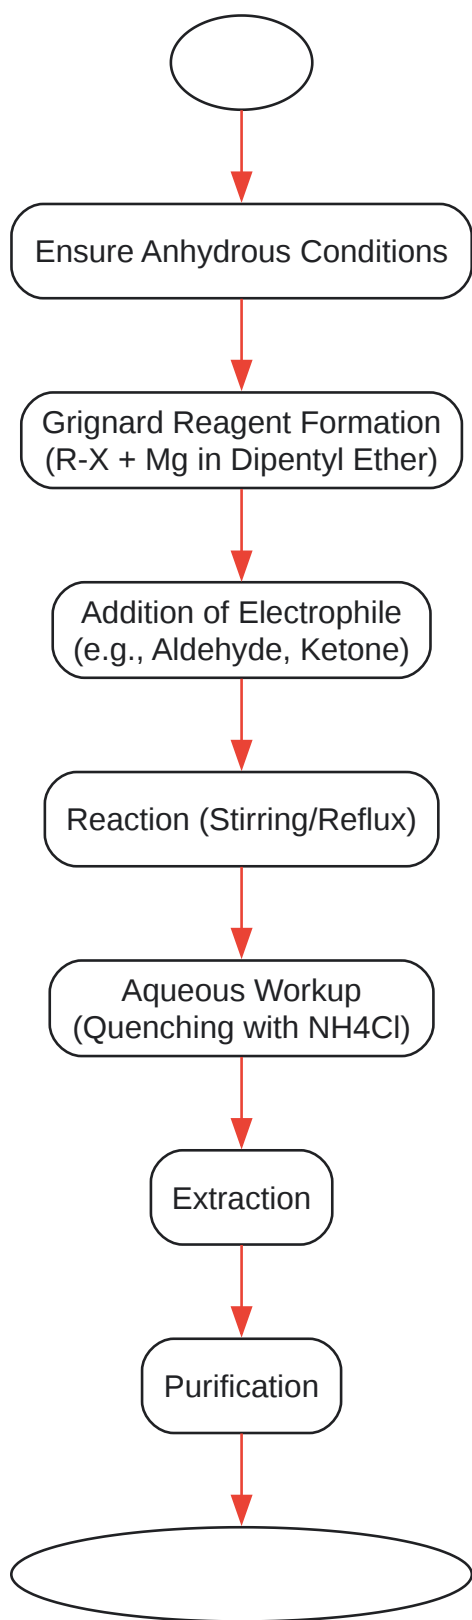 Ensure Anhydrous Conditions
Grignard Reagent Formation
(R-X + Mg in Dipentyl Ether)
Addition of Electrophile
(e.g., Aldehyde, Ketone)
Reaction (Stirring/Reflux)
Aqueous Workup
(Quenching with NH4Cl)
Extraction
Purification